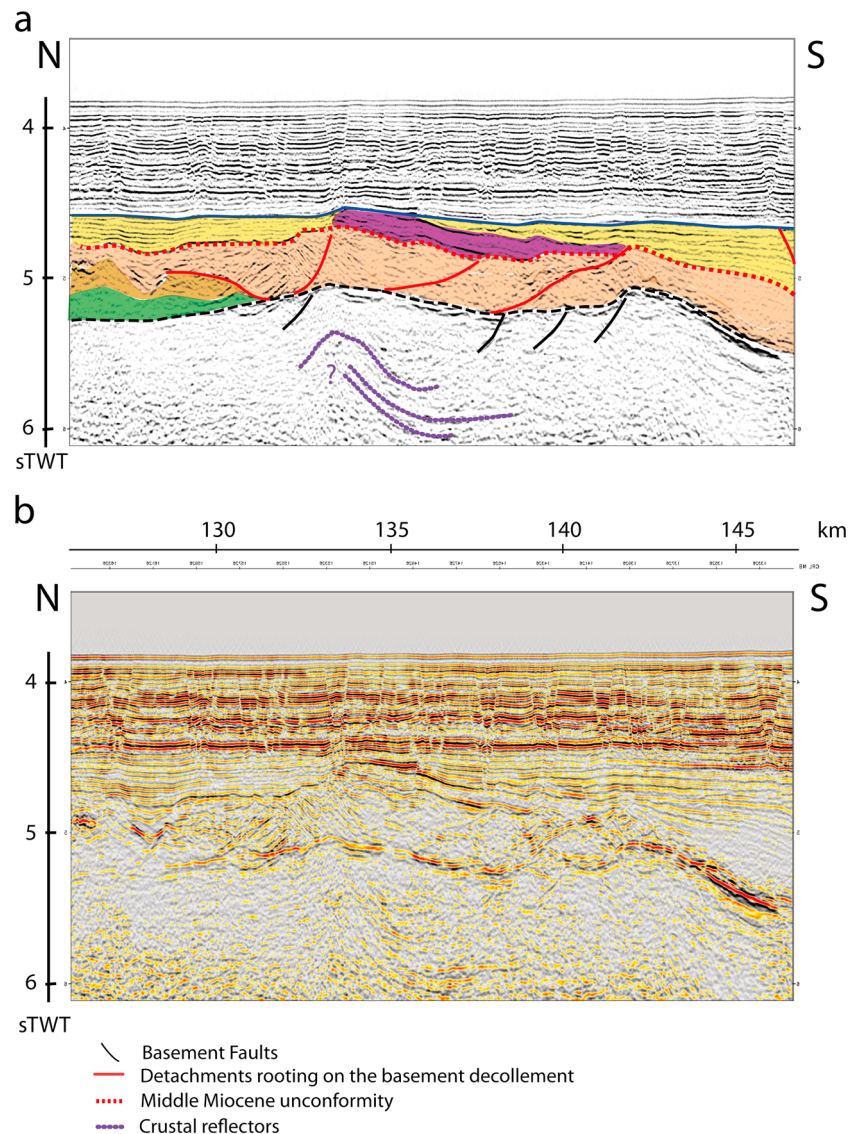 a
N S
4
5
?
6
sTWT
b
130 135 140 145 km
N S
4
5
6
sTWT
Basement Faults
Detachments rooting on the basement decollement
Middle Miocene unconformity
Crustal reflectors